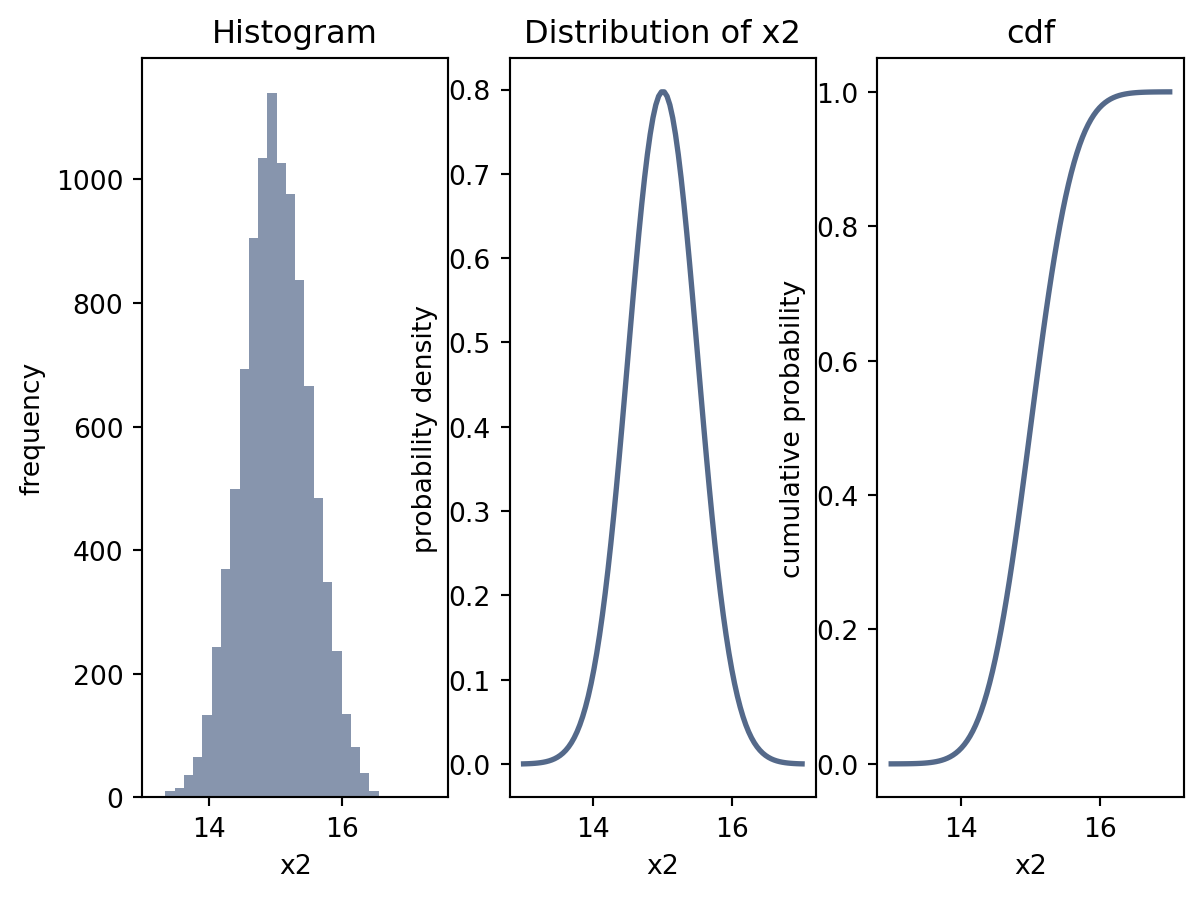 Histogram
frequency
1000
800
600
400
200
0
14 16
x2
Distribution of x2
probability density
0.8
0.7
0.6
0.5
0.4
0.3
0.2
0.1
0.0
14 16
x2
cdf
cumulative probability
1.0
0.8
0.6
0.4
0.2
0.0
14 16
x2